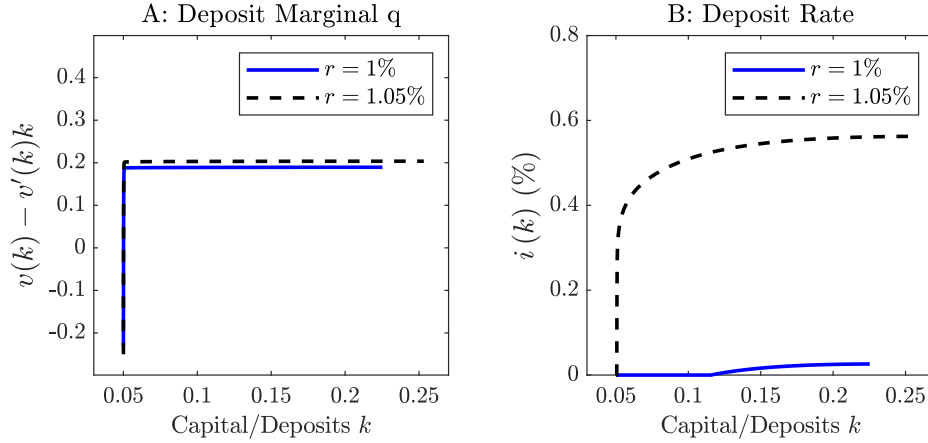 A: Deposit Marginal q
v(k) − v′(k)k
0.4
0.3
0.2
0.1
0
-0.1
-0.2
r = 1%
r = 1.05%
0.05 0.1 0.15 0.2 0.25
Capital/Deposits k
B: Deposit Rate
i (k) (%)
0.8
0.6
0.4
0.2
0
r = 1%
r = 1.05%
0.05 0.1 0.15 0.2 0.25
Capital/Deposits k